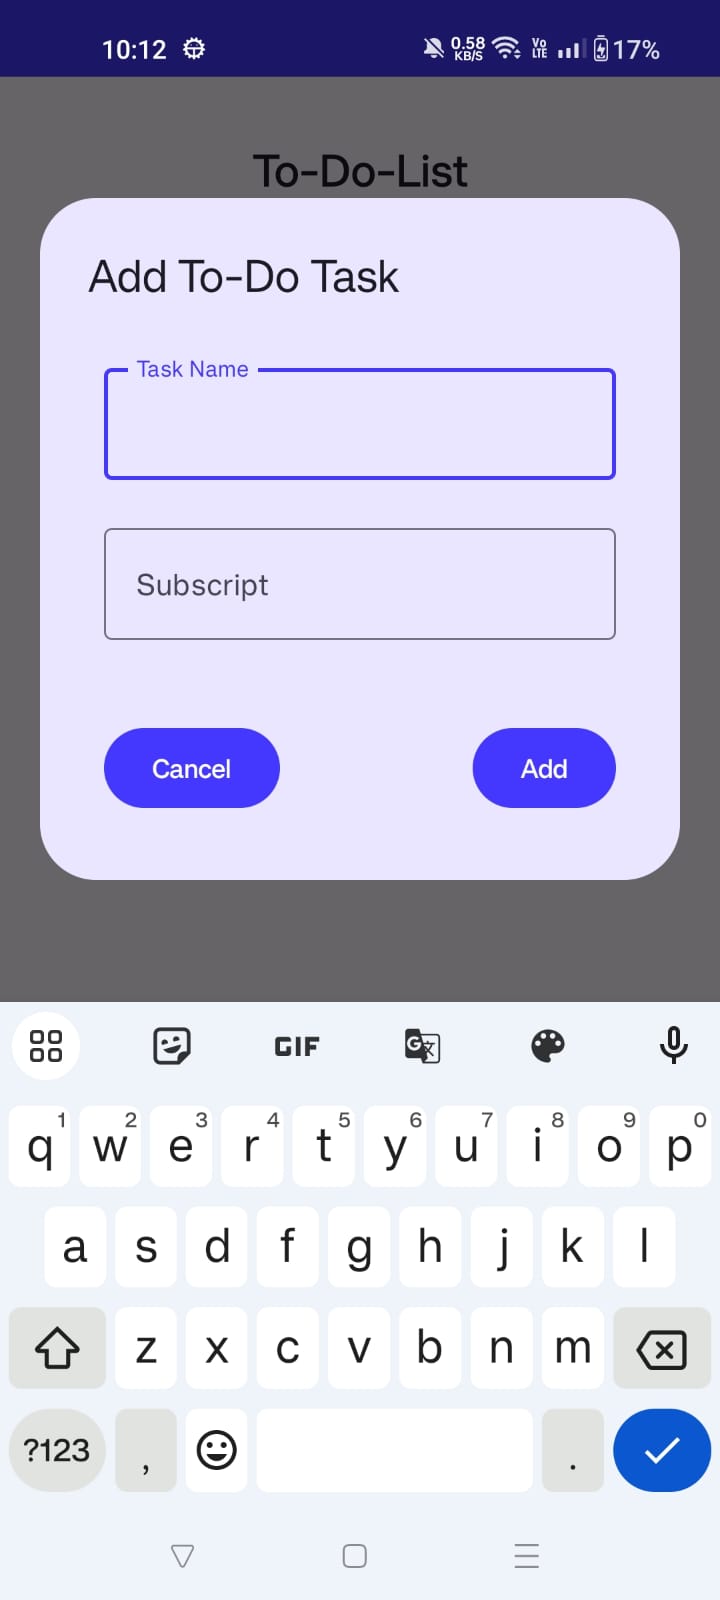 10:12 0.58 KB/S Vo LTE 17%
To-Do-List
Add To-Do Task
Task Name
Subscript
Cancel Add
GIF G
1 2 3 4 5 6 7 8 9 0
q w e r t y u i o p
a s d f g h j k l
z x c v b n m
?123 , .